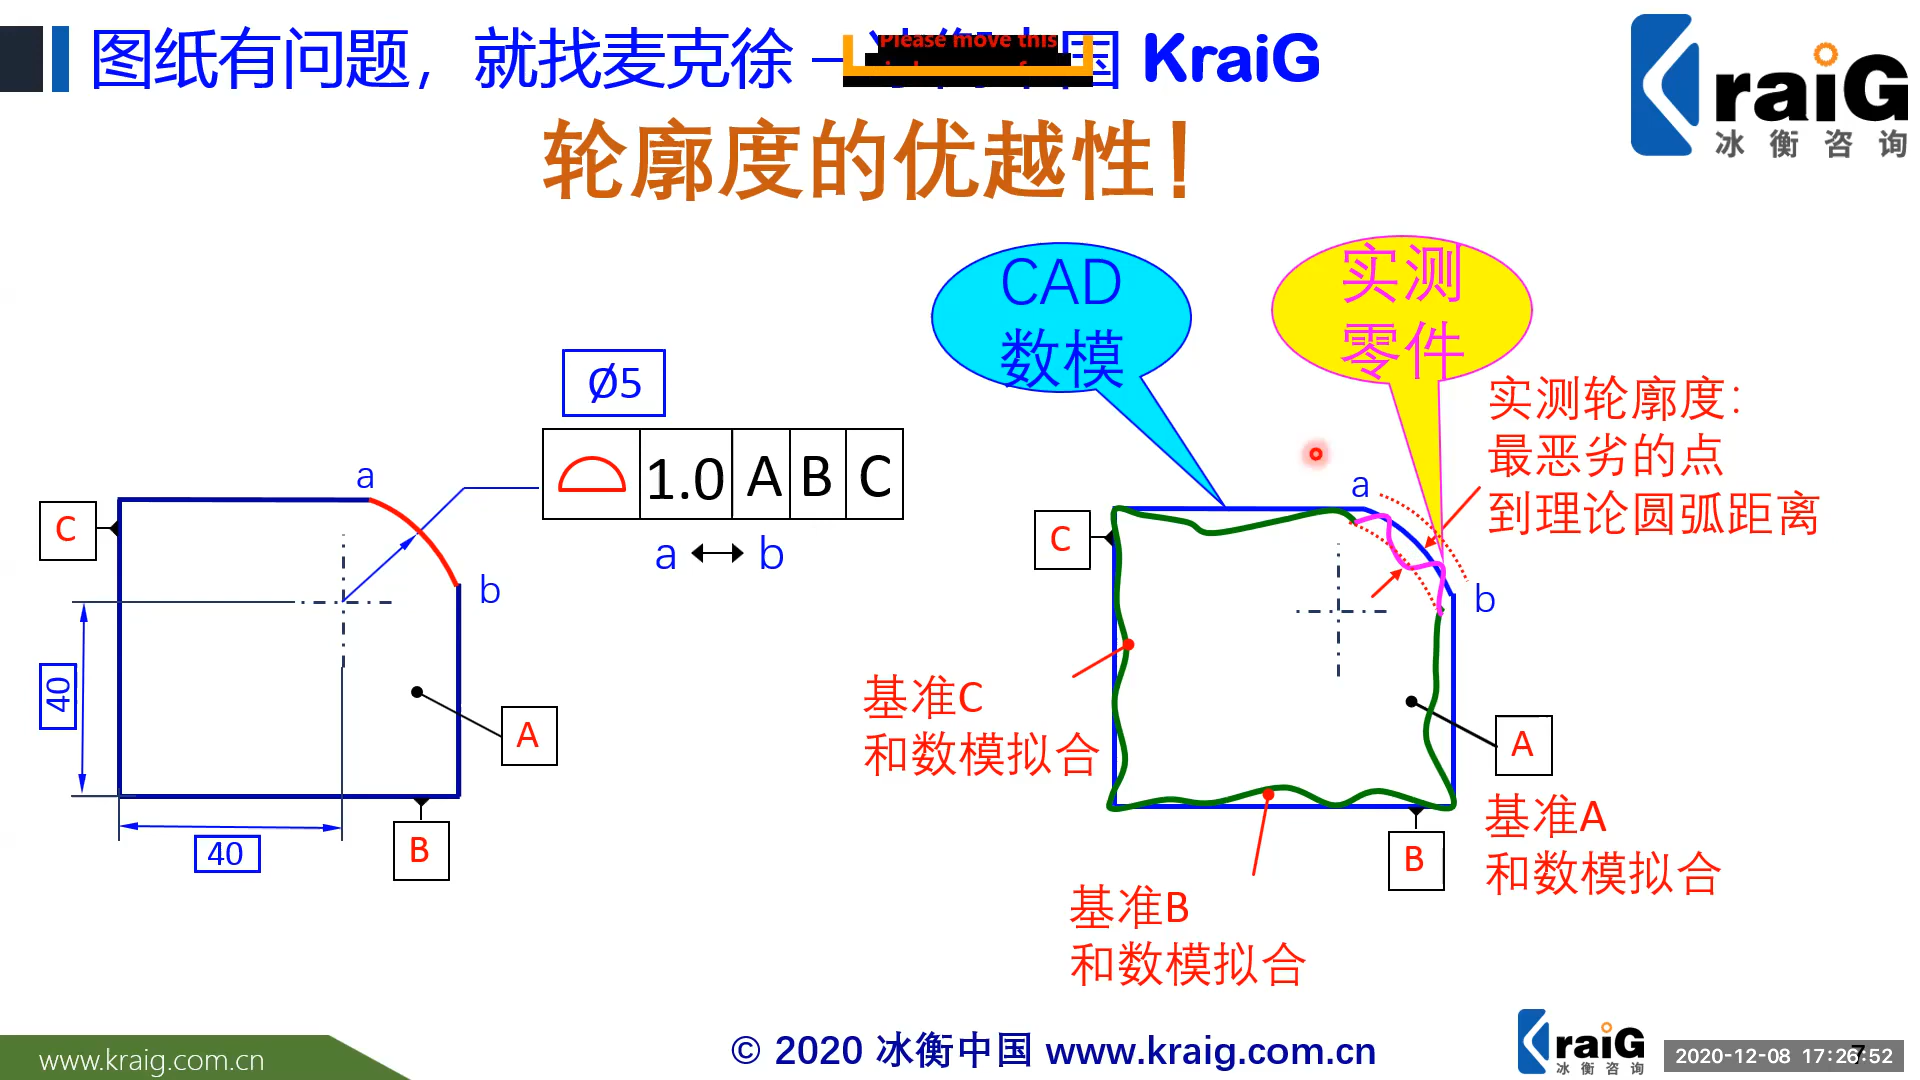 图纸有问题，就找麦克徐 — 中国 KraiG
Please move this
KraiG
冰衡咨询
轮廓度的优越性！
CAD
数模
实测
零件
Ø5
1.0 A B C
a ↔ b
a
b
C
40
40
A
B
实测轮廓度：
最恶劣的点
到理论圆弧距离
a
b
C
基准C
和数模拟合
A
基准A
和数模拟合
B
基准B
和数模拟合
www.kraig.com.cn
© 2020 冰衡中国 www.kraig.com.cn
KraiG
冰衡咨询
7
2020-12-08 17:26:52